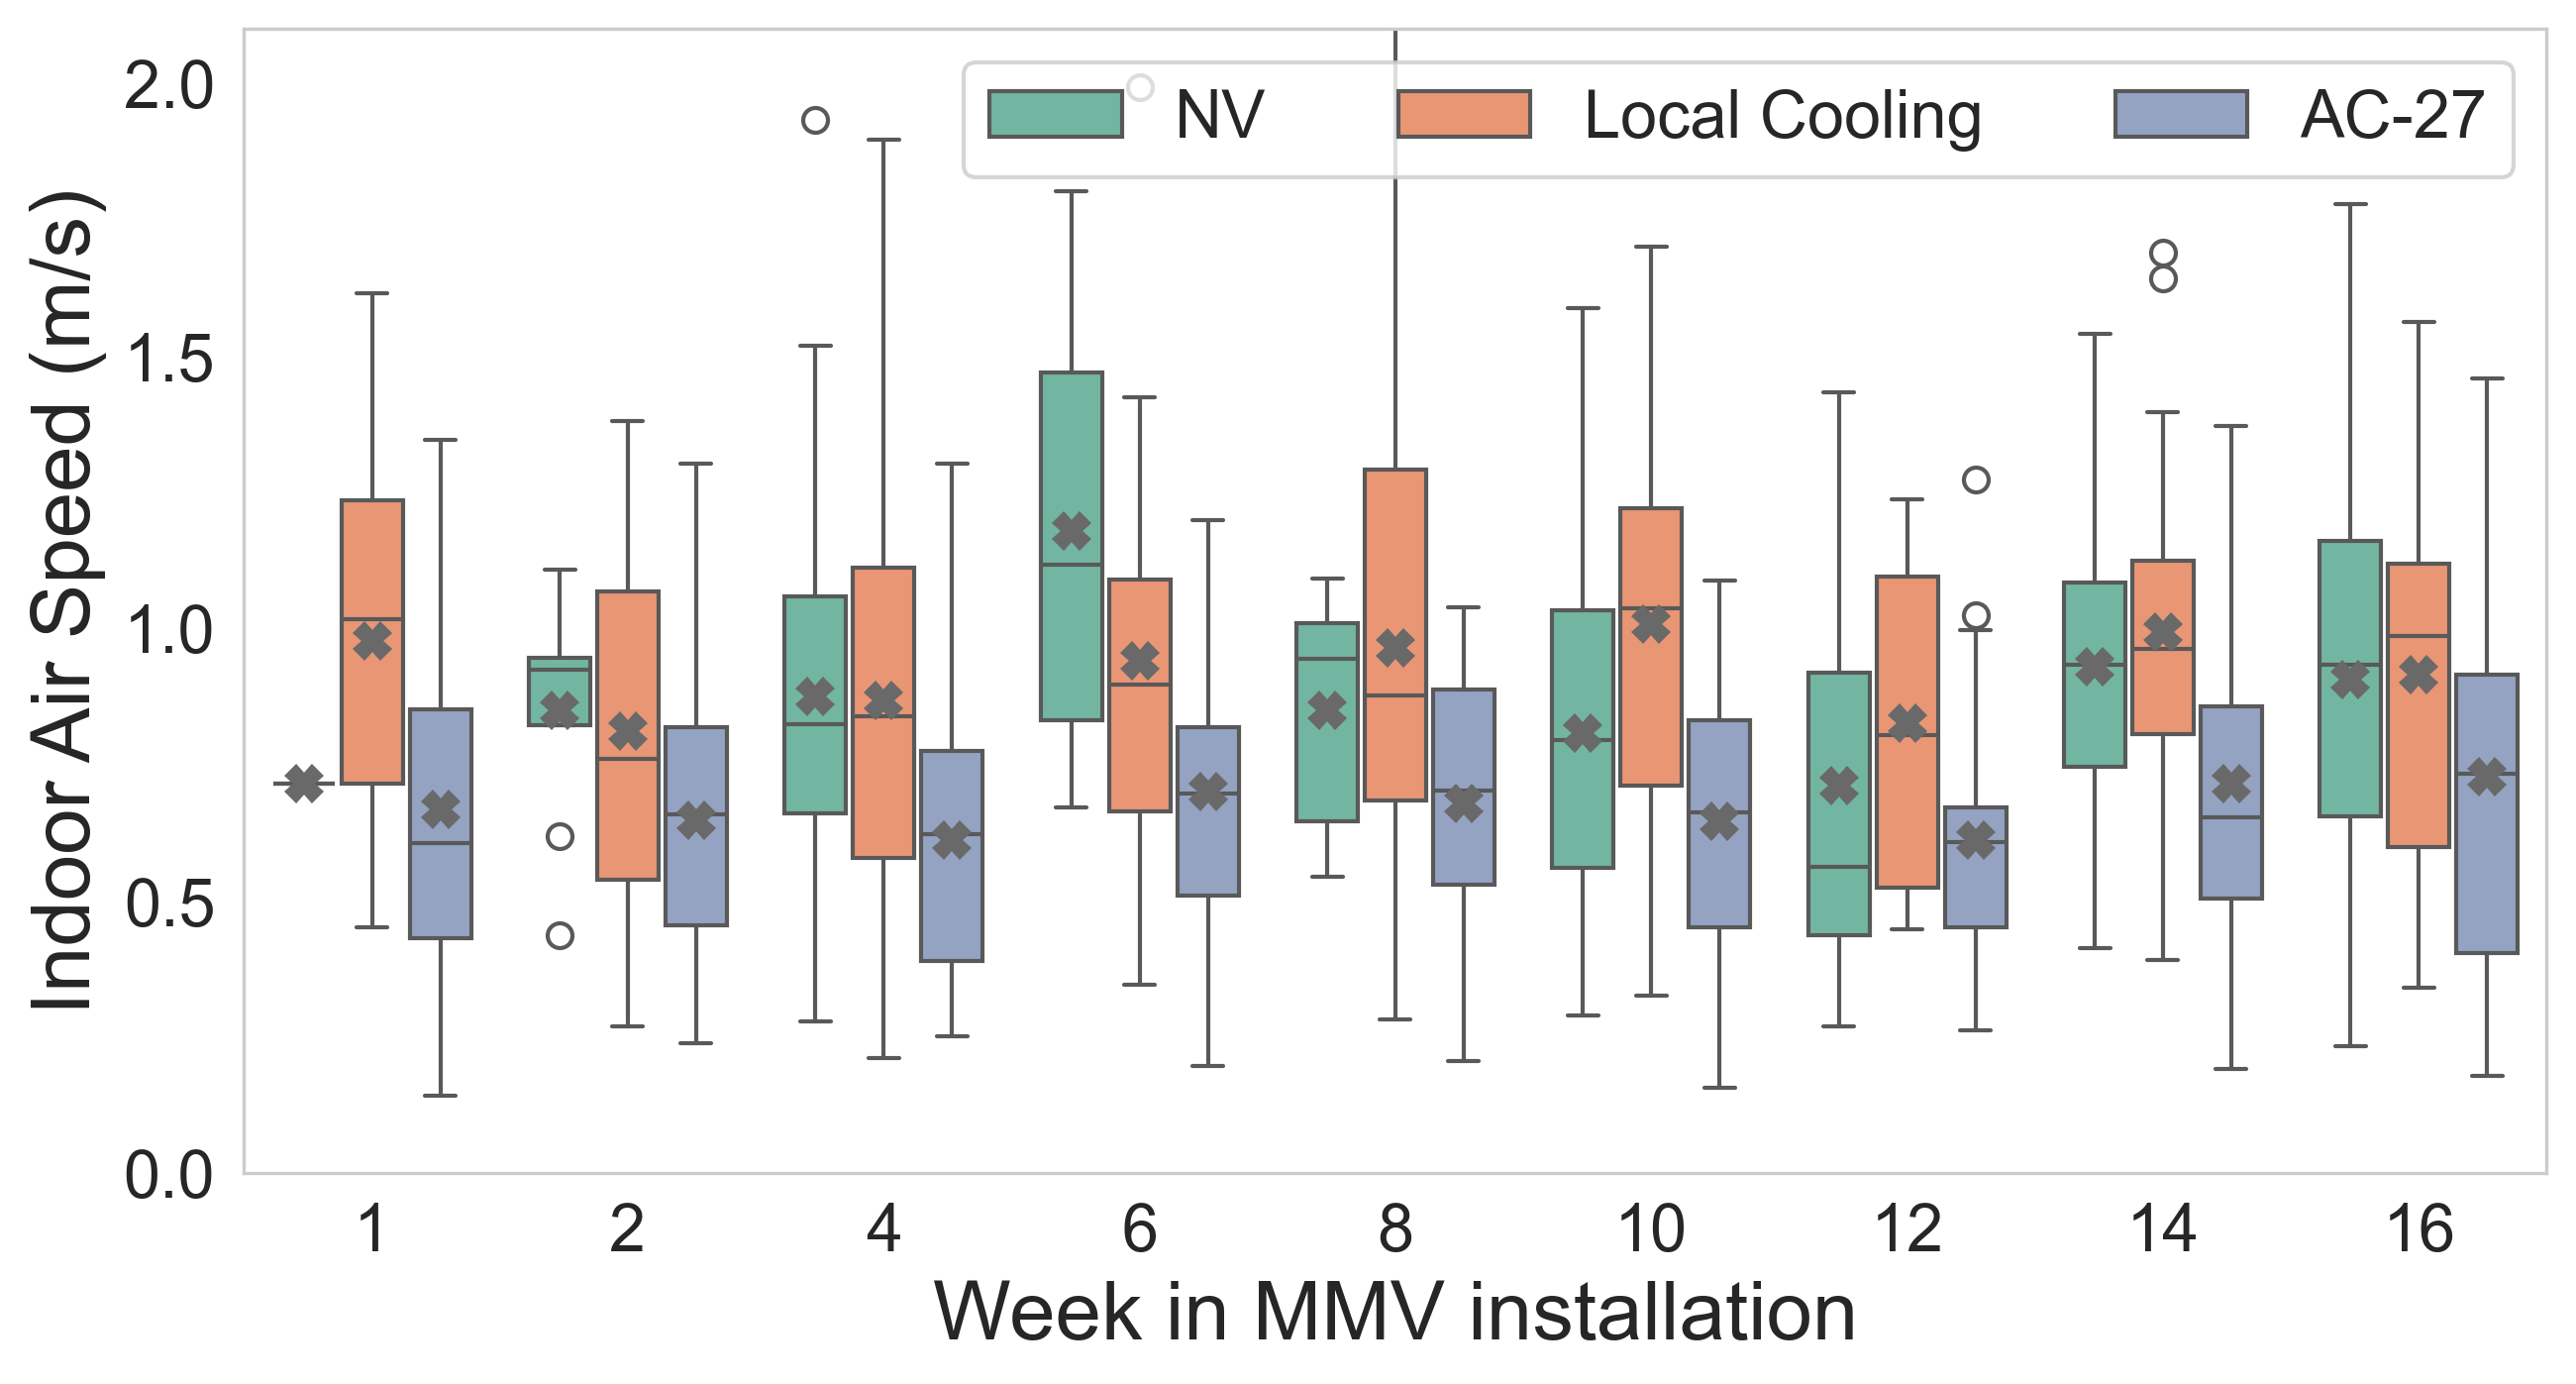 Indoor Air Speed (m/s)
2.0
1.5
1.0
0.5
0.0
NV Local Cooling AC-27
1 2 4 6 8 10 12 14 16
Week in MMV installation